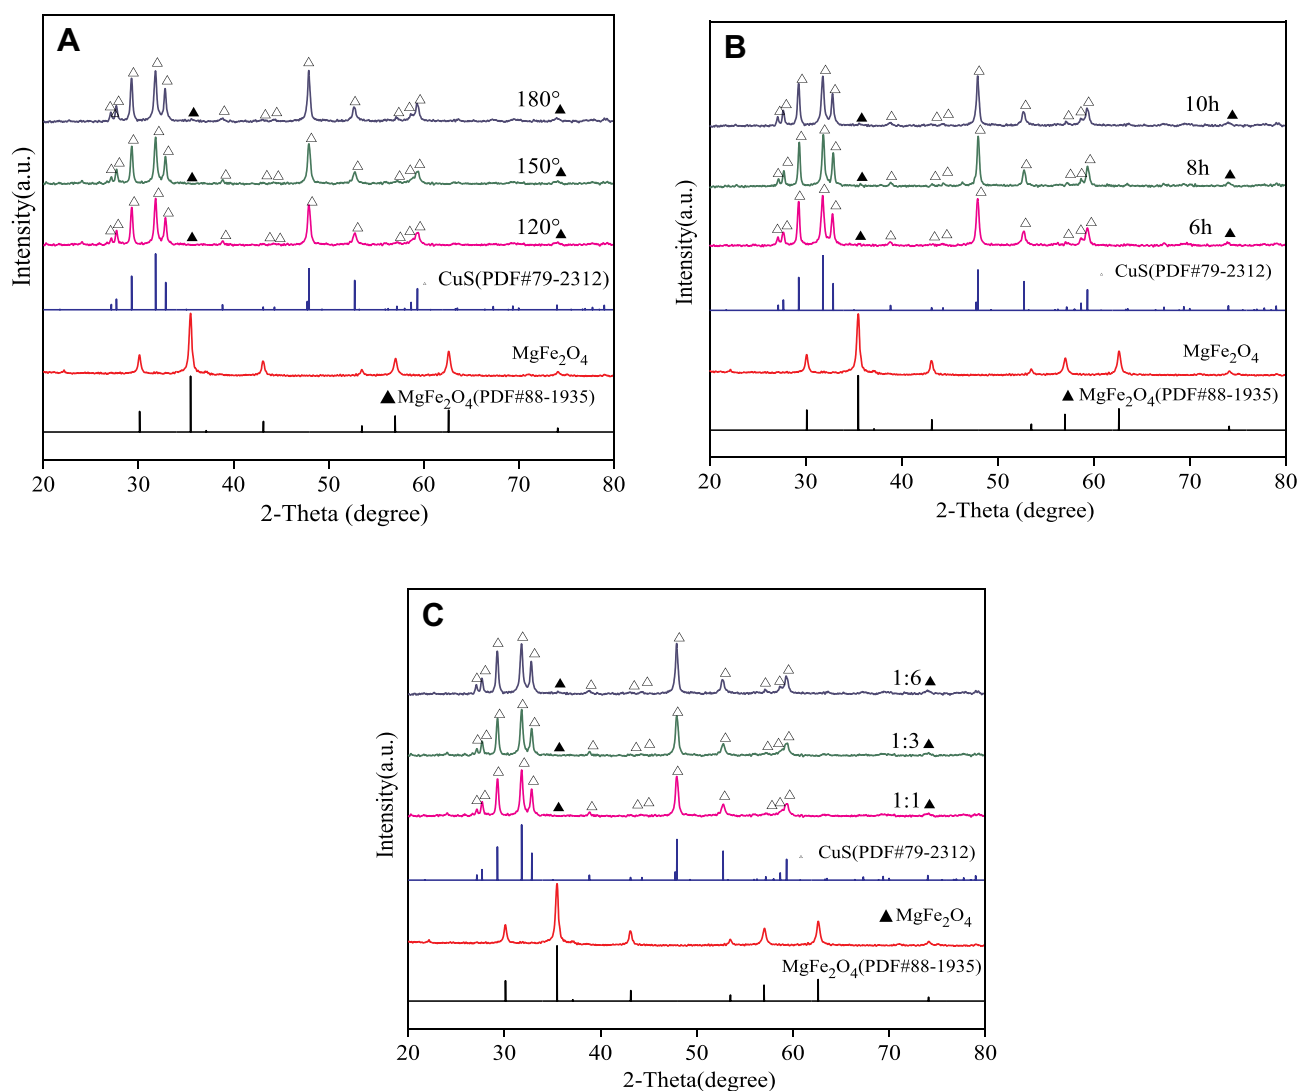 A
180°
150°
120°
CuS(PDF#79-2312)
MgFe₂O₄
▲MgFe₂O₄(PDF#88-1935)
Intensity(a.u.)
20 30 40 50 60 70 80
2-Theta (degree)
B
10h
8h
6h
CuS(PDF#79-2312)
MgFe₂O₄
▲ MgFe₂O₄(PDF#88-1935)
Intensity(a.u.)
20 30 40 50 60 70 80
2-Theta (degree)
C
1:6▲
1:3▲
1:1▲
CuS(PDF#79-2312)
▲MgFe₂O₄
MgFe₂O₄(PDF#88-1935)
Intensity(a.u.)
20 30 40 50 60 70 80
2-Theta(degree)